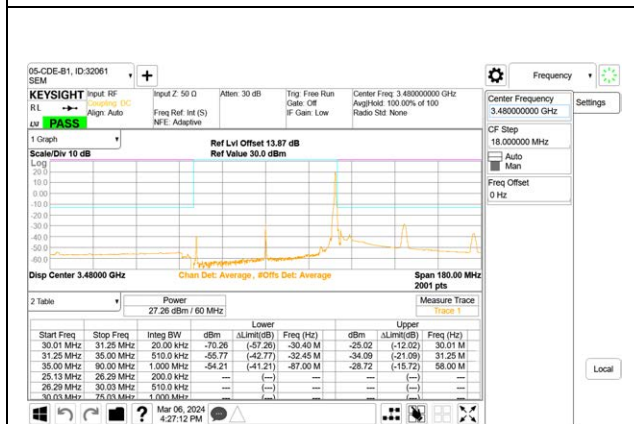 05-CDE-B1, ID:32061
SEM
KEYSIGHT
RL
LNI PASS
Input: RF
Coupling: DC
Align: Auto
Input Z: 50 Ω
Freq Ref: Int (S)
NFE: Adaptive
Atten: 30 dB
Trig: Free Run
Gate: Off
IF Gain: Low
Center Freq: 3.480000000 GHz
Avg|Hold: 100.00% of 100
Radio Std: None
Frequency
Center Frequency
3.480000000 GHz
Settings
CF Step
18.000000 MHz
Auto
Man
Freq Offset
0 Hz
Local
1 Graph
Scale/Div 10 dB
Ref Lvl Offset 13.87 dB
Ref Value 30.0 dBm
Log
20.0
10.0
0.00
-10.0
-20.0
-30.0
-40.0
-50.0
-60.0
Disp Center 3.48000 GHz
Chan Det: Average , #Offs Det: Average
Span 180.00 MHz
2001 pts
2 Table
Power
27.26 dBm / 60 MHz
Measure Trace
Trace 1
Lower Upper
Start Freq Stop Freq Integ BW dBm ΔLimit(dB) Freq (Hz) dBm ΔLimit(dB) Freq (Hz)
30.01 MHz 31.25 MHz 20.00 kHz -70.26 (-57.26) -30.40 M -25.02 (-12.02) 30.01 M
31.25 MHz 35.00 MHz 510.0 kHz -55.77 (-42.77) -32.45 M -34.09 (-21.09) 31.25 M
35.00 MHz 90.00 MHz 1.000 MHz -54.21 (-41.21) -87.00 M -28.72 (-15.72) 58.00 M
25.13 MHz 26.29 MHz 200.0 kHz --- (---) --- --- (---) ---
26.29 MHz 30.03 MHz 510.0 kHz --- (---) --- --- (---) ---
30.03 MHz 75.03 MHz 1.000 MHz --- (---) --- --- (---) ---
?
Mar 06, 2024
4:27:12 PM